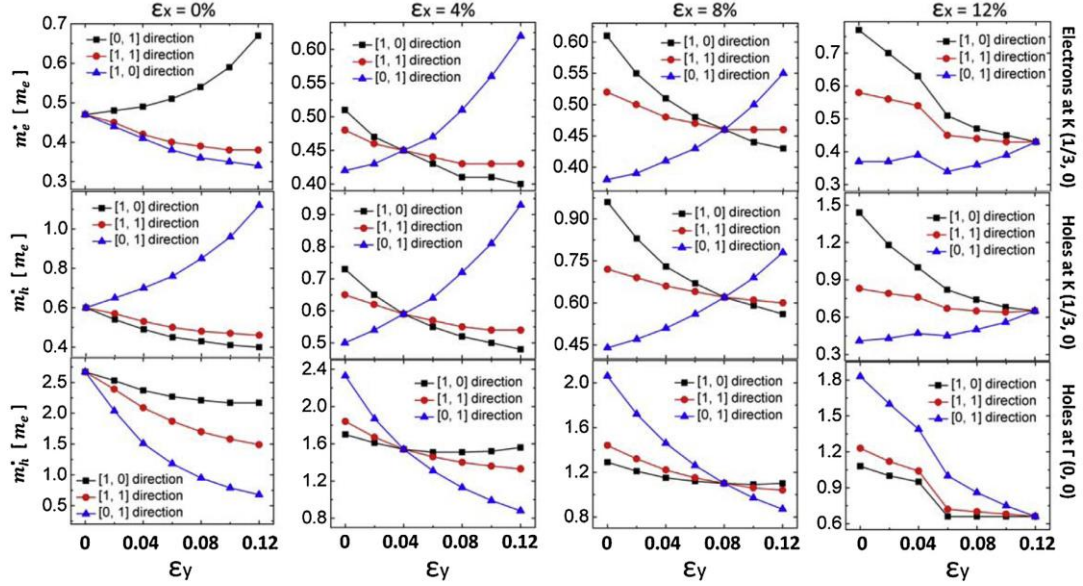 εx = 0%
εx = 4%
εx = 8%
εx = 12%
[0, 1] direction
[1, 1] direction
[1, 0] direction
[1, 0] direction
[1, 1] direction
[0, 1] direction
[1, 0] direction
[1, 1] direction
[0, 1] direction
[1, 0] direction
[1, 1] direction
[0, 1] direction
m*e [ me ]
0.7
0.6
0.5
0.4
0.3
0.60
0.55
0.50
0.45
0.40
0.60
0.55
0.50
0.45
0.40
0.7
0.6
0.5
0.4
0.3
Electrons at K (1/3, 0)
[1, 0] direction
[1, 1] direction
[0, 1] direction
[1, 0] direction
[1, 1] direction
[0, 1] direction
[1, 0] direction
[1, 1] direction
[0, 1] direction
[1, 0] direction
[1, 1] direction
[0, 1] direction
m*h [ me ]
1.0
0.8
0.6
0.4
0.9
0.8
0.7
0.6
0.5
0.90
0.75
0.60
0.45
1.5
1.2
0.9
0.6
0.3
Holes at K (1/3, 0)
[1, 0] direction
[1, 1] direction
[0, 1] direction
[1, 0] direction
[1, 1] direction
[0, 1] direction
[1, 0] direction
[1, 1] direction
[0, 1] direction
[1, 0] direction
[1, 1] direction
[0, 1] direction
m*h [ me ]
2.5
2.0
1.5
1.0
0.5
2.4
2.0
1.6
1.2
0.8
2.0
1.6
1.2
0.8
1.8
1.5
1.2
0.9
0.6
Holes at Γ (0, 0)
0 0.04 0.08 0.12
0 0.04 0.08 0.12
0 0.04 0.08 0.12
0 0.04 0.08 0.12
εy
εy
εy
εy